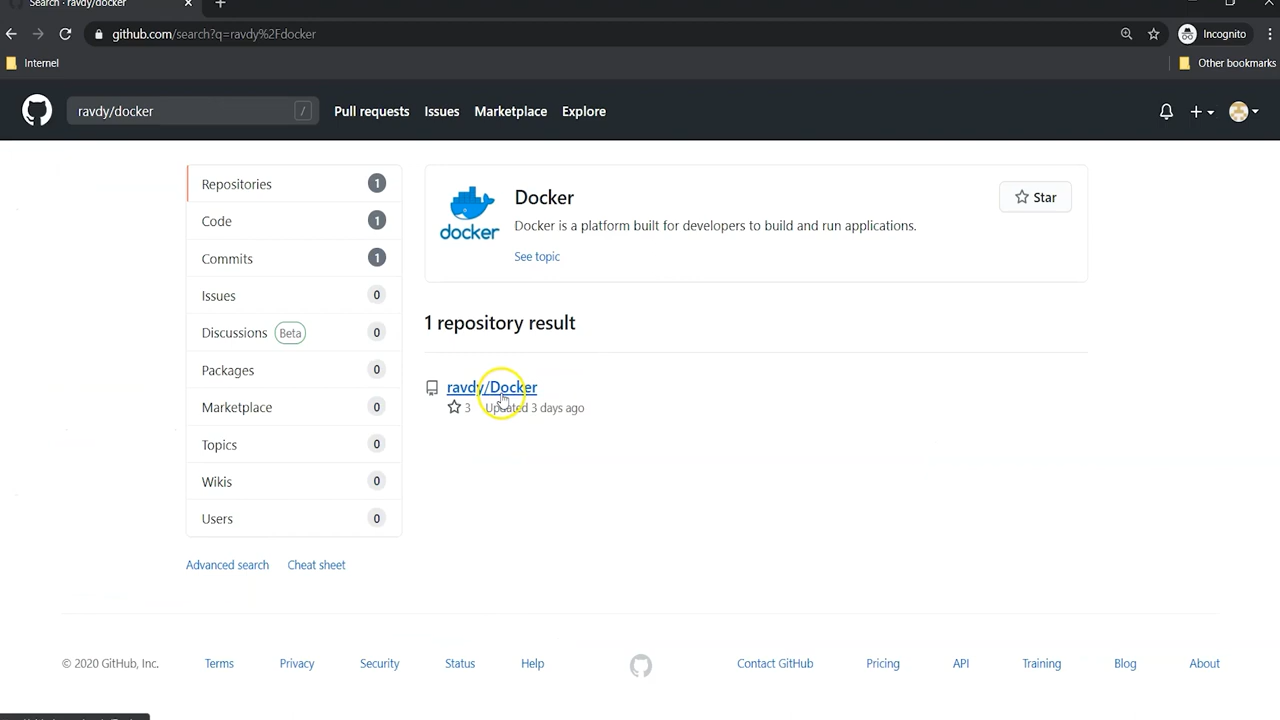 Search · ravdy/docker
github.com/search?q=ravdy%2Fdocker
Incognito
Internet
Other bookmarks
ravdy/docker
/
Pull requests
Issues
Marketplace
Explore
Repositories 1
Code 1
Commits 1
Issues 0
Discussions Beta 0
Packages 0
Marketplace 0
Topics 0
Wikis 0
Users 0
Advanced search
Cheat sheet
docker
Docker
Star
Docker is a platform built for developers to build and run applications.
See topic
1 repository result
ravdy/Docker
3 Updated 3 days ago
© 2020 GitHub, Inc.
Terms
Privacy
Security
Status
Help
Contact GitHub
Pricing
API
Training
Blog
About